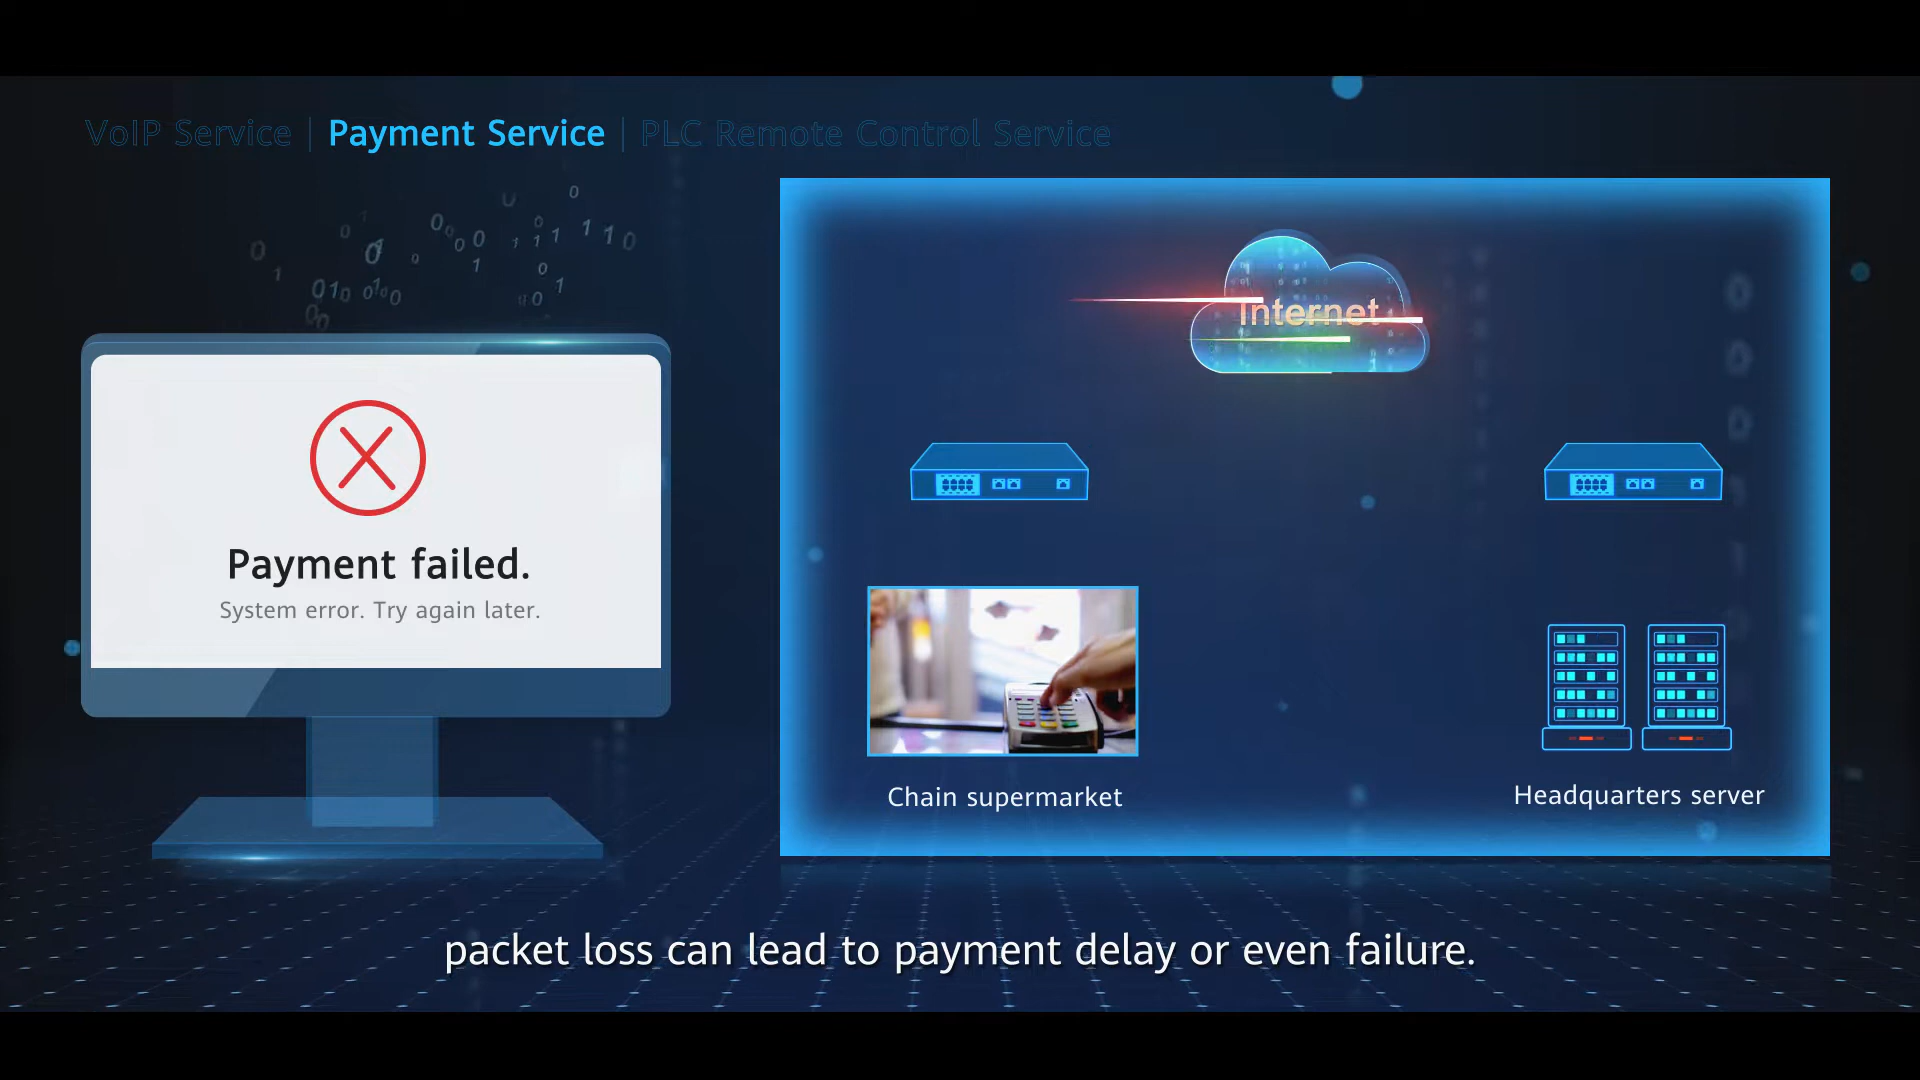 VoIP Service | Payment Service | PLC Remote Control Service
Internet
Payment failed.
System error. Try again later.
Chain supermarket
Headquarters server
packet loss can lead to payment delay or even failure.